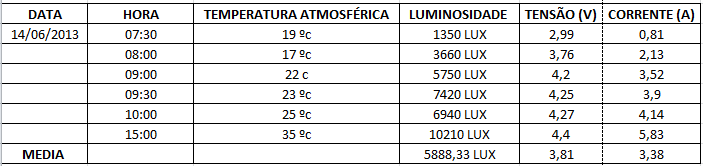 DATA HORA TEMPERATURA ATMOSFÉRICA LUMINOSIDADE TENSÃO (V) CORRENTE (A)
14/06/2013 07:30 19 ºc 1350 LUX 2,99 0,81
08:00 17 ºc 3660 LUX 3,76 2,13
09:00 22 c 5750 LUX 4,2 3,52
09:30 23 ºc 7420 LUX 4,25 3,9
10:00 25 ºc 6940 LUX 4,27 4,14
15:00 35 ºc 10210 LUX 4,4 5,83
MEDIA 5888,33 LUX 3,81 3,38